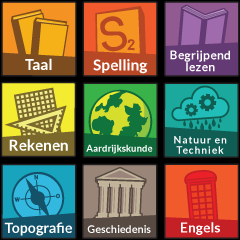 Taal
S2
Spelling
Begrijpend
lezen
Rekenen
Aardrijkskunde
Natuur en
Techniek
Topografie
Geschiedenis
Engels